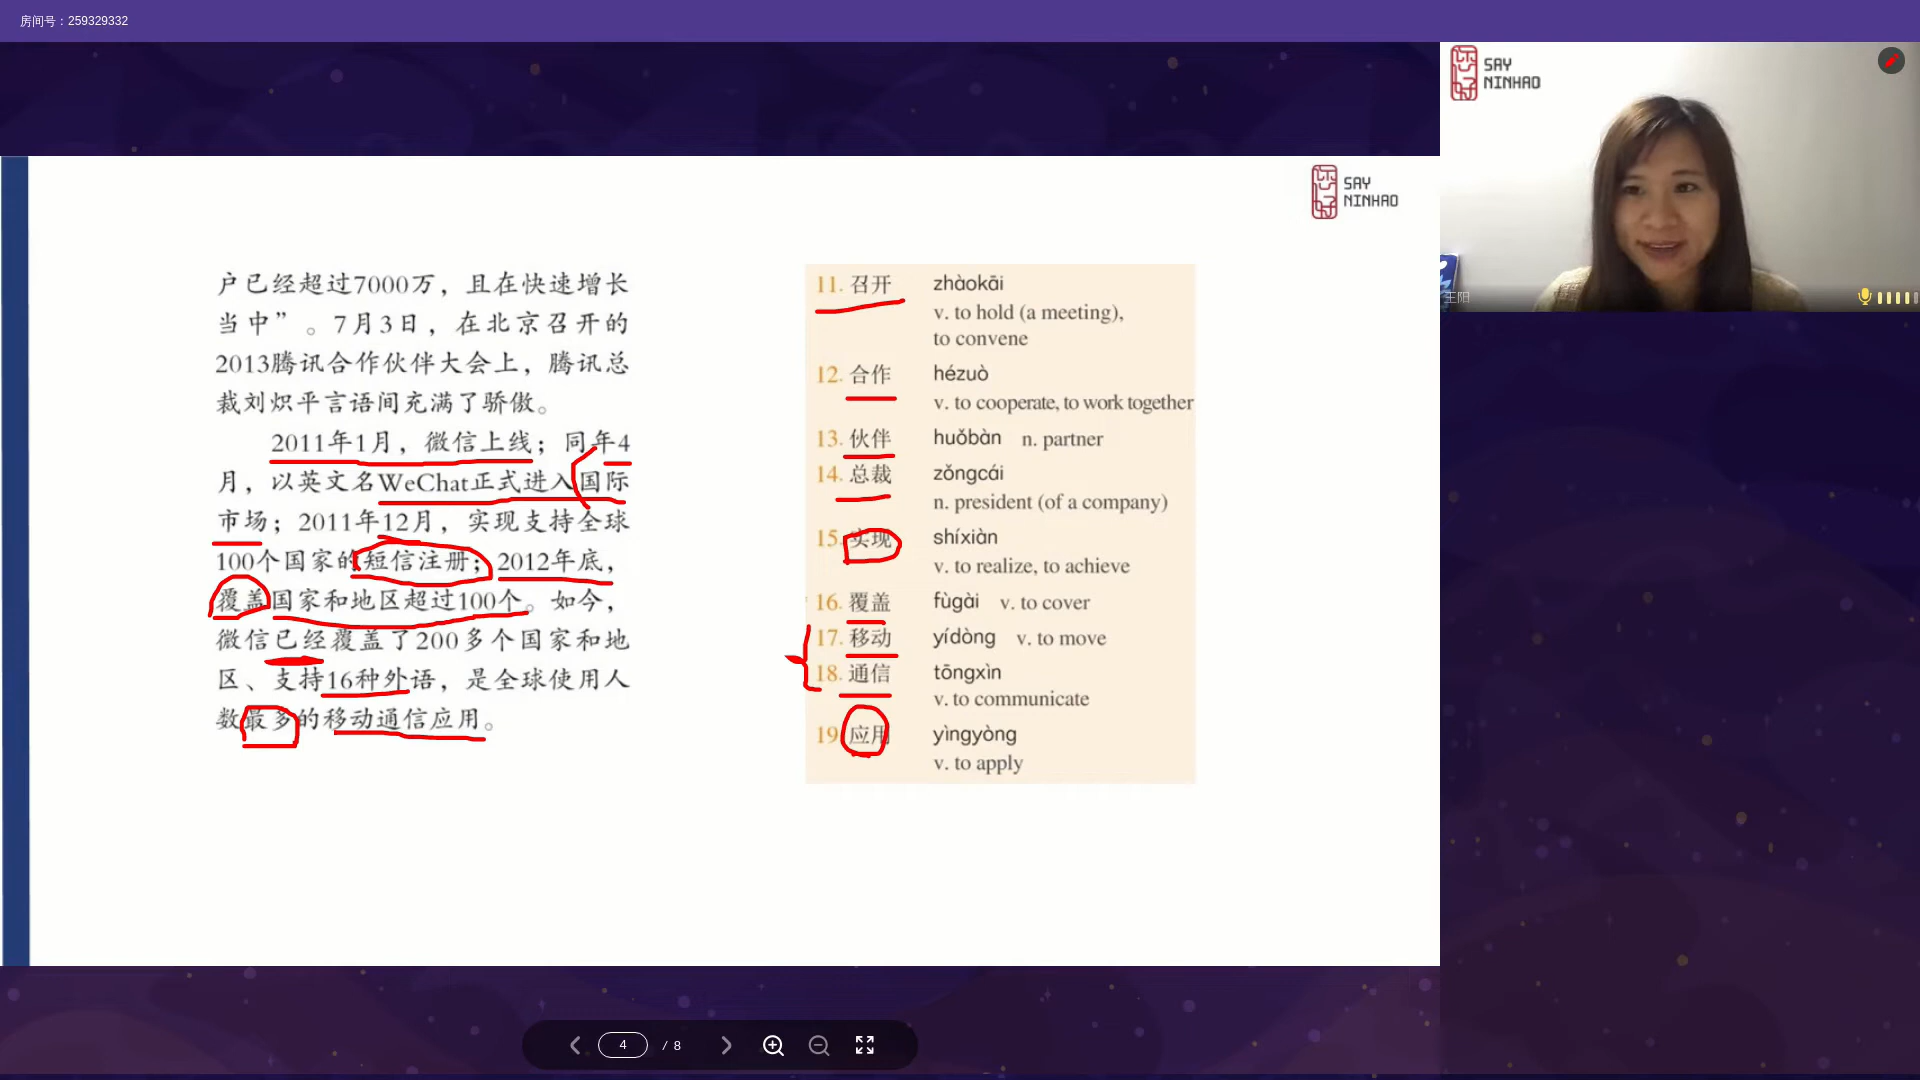 房间号：259329332
SAY
NINHAO
王阳
SAY
NINHAO
户已经超过7000万，且在快速增长
当中”。7月3日，在北京召开的
2013腾讯合作伙伴大会上，腾讯总
裁刘炽平言语间充满了骄傲。
2011年1月，微信上线；同年4
月，以英文名WeChat正式进入国际
市场；2011年12月，实现支持全球
100个国家的短信注册；2012年底，
覆盖国家和地区超过100个。如今，
微信已经覆盖了200多个国家和地
区、支持16种外语，是全球使用人
数最多的移动通信应用。
11. 召开 zhàokāi
v. to hold (a meeting),
to convene
12. 合作 hézuò
v. to cooperate, to work together
13. 伙伴 huǒbàn n. partner
14. 总裁 zǒngcái
n. president (of a company)
15. 实现 shíxiàn
v. to realize, to achieve
16. 覆盖 fùgài v. to cover
17. 移动 yídòng v. to move
18. 通信 tōngxìn
v. to communicate
19. 应用 yìngyòng
v. to apply
4 / 8